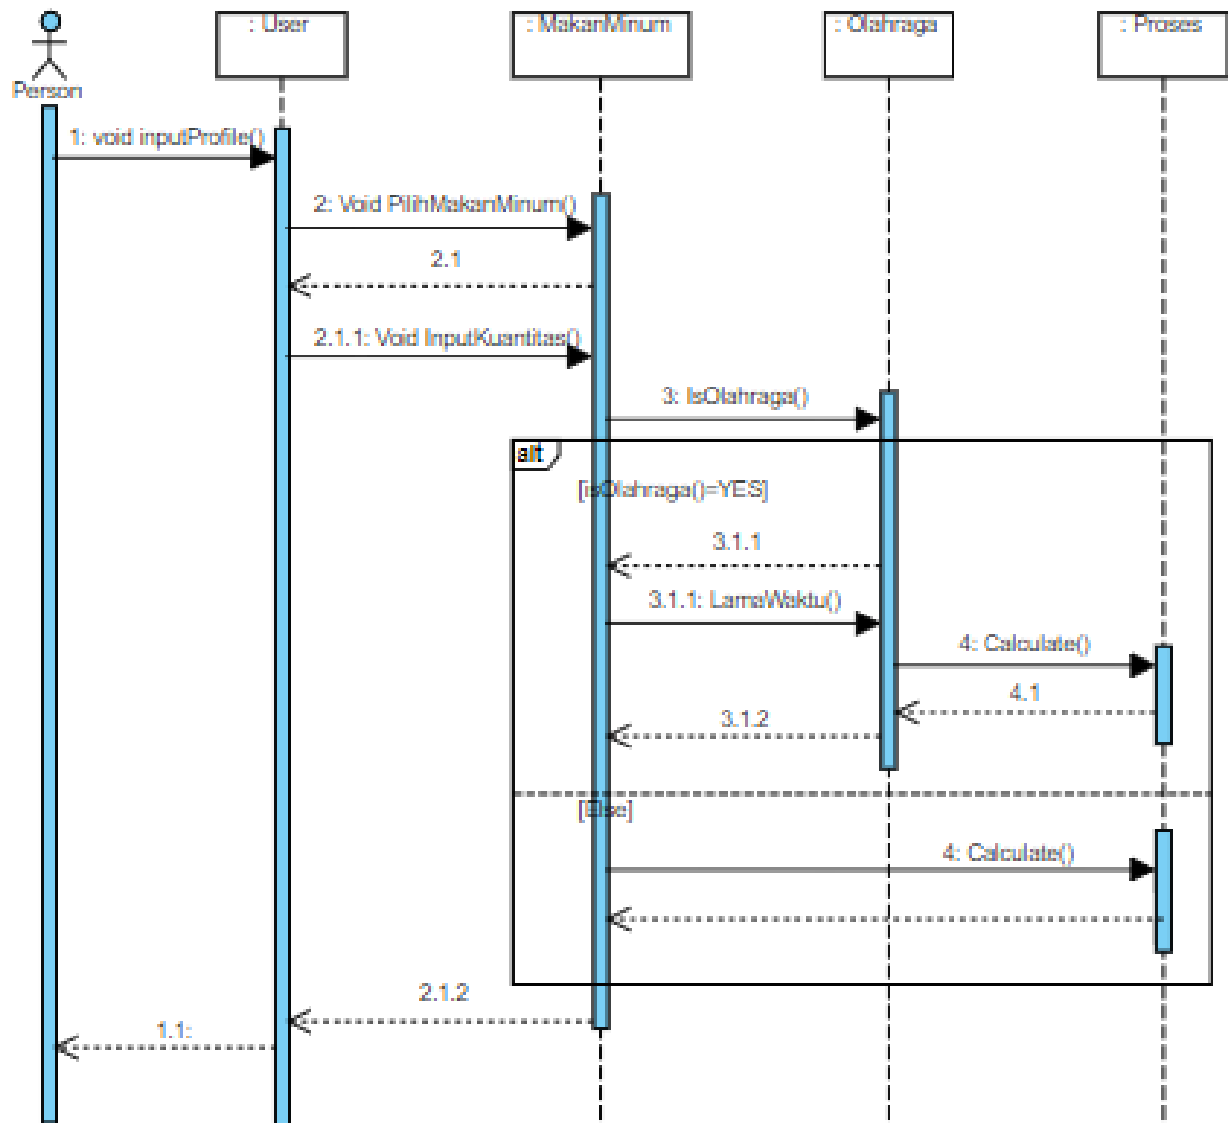 : User
: MakanMinum
: Olahraga
: Proses
Person
1: void inputProfile()
2: Void PilihMakanMinum()
2.1
2.1.1: Void InputKuantitas()
3: IsOlahraga()
alt
[isOlahraga()=YES]
3.1.1
3.1.1: LamaWaktu()
4: Calculate()
4.1
3.1.2
[Else]
4: Calculate()
2.1.2
1.1: